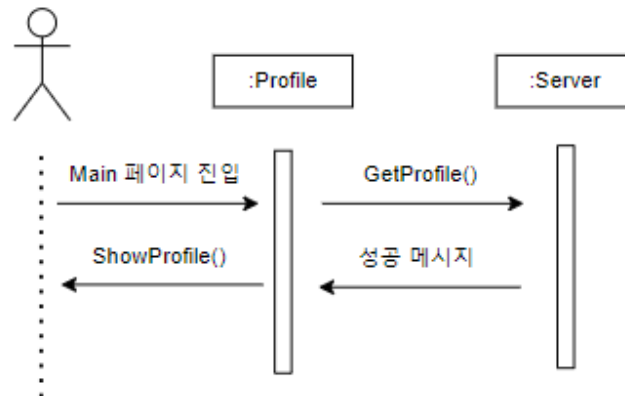 :Profile
:Server
Main 페이지 진입
GetProfile()
ShowProfile()
성공 메시지